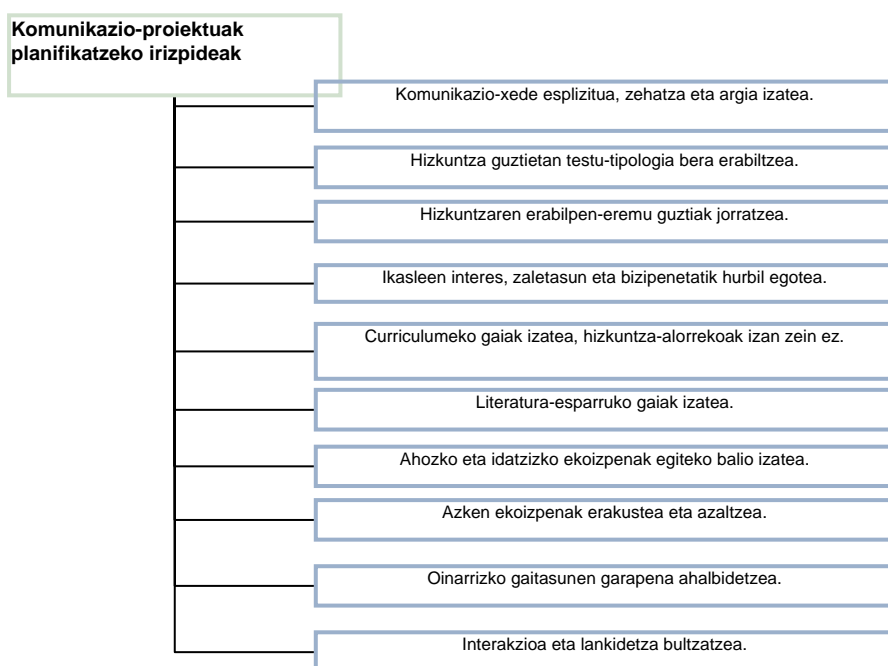 Komunikazio-proiektuak
planifikatzeko irizpideak
Komunikazio-xede esplizitua, zehatza eta argia izatea.
Hizkuntza guztietan testu-tipologia bera erabiltzea.
Hizkuntzaren erabilpen-eremu guztiak jorratzea.
Ikasleen interes, zaletasun eta bizipenetatik hurbil egotea.
Curriculumeko gaiak izatea, hizkuntza-alorrekoak izan zein ez.
Literatura-esparruko gaiak izatea.
Ahozko eta idatzizko ekoizpenak egiteko balio izatea.
Azken ekoizpenak erakustea eta azaltzea.
Oinarrizko gaitasunen garapena ahalbidetzea.
Interakzioa eta lankidetza bultzatzea.